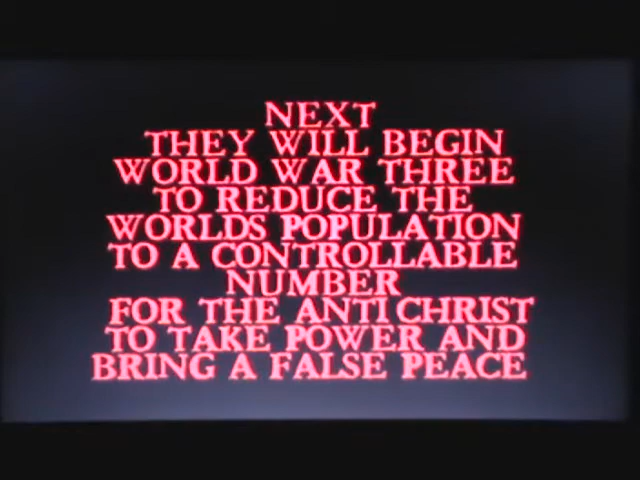 NEXT
THEY WILL BEGIN
WORLD WAR THREE
TO REDUCE THE
WORLDS POPULATION
TO A CONTROLLABLE
NUMBER
FOR THE ANTI CHRIST
TO TAKE POWER AND
BRING A FALSE PEACE